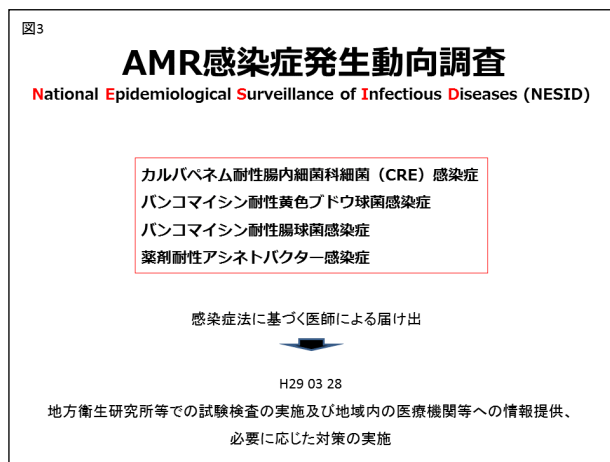 図3
AMR感染症発生動向調査
National Epidemiological Surveillance of Infectious Diseases (NESID)
カルバペネム耐性腸内細菌科細菌（CRE）感染症
バンコマイシン耐性黄色ブドウ球菌感染症
バンコマイシン耐性腸球菌感染症
薬剤耐性アシネトバクター感染症
感染症法に基づく医師による届け出
H29 03 28
地方衛生研究所等での試験検査の実施及び地域内の医療機関等への情報提供、
必要に応じた対策の実施